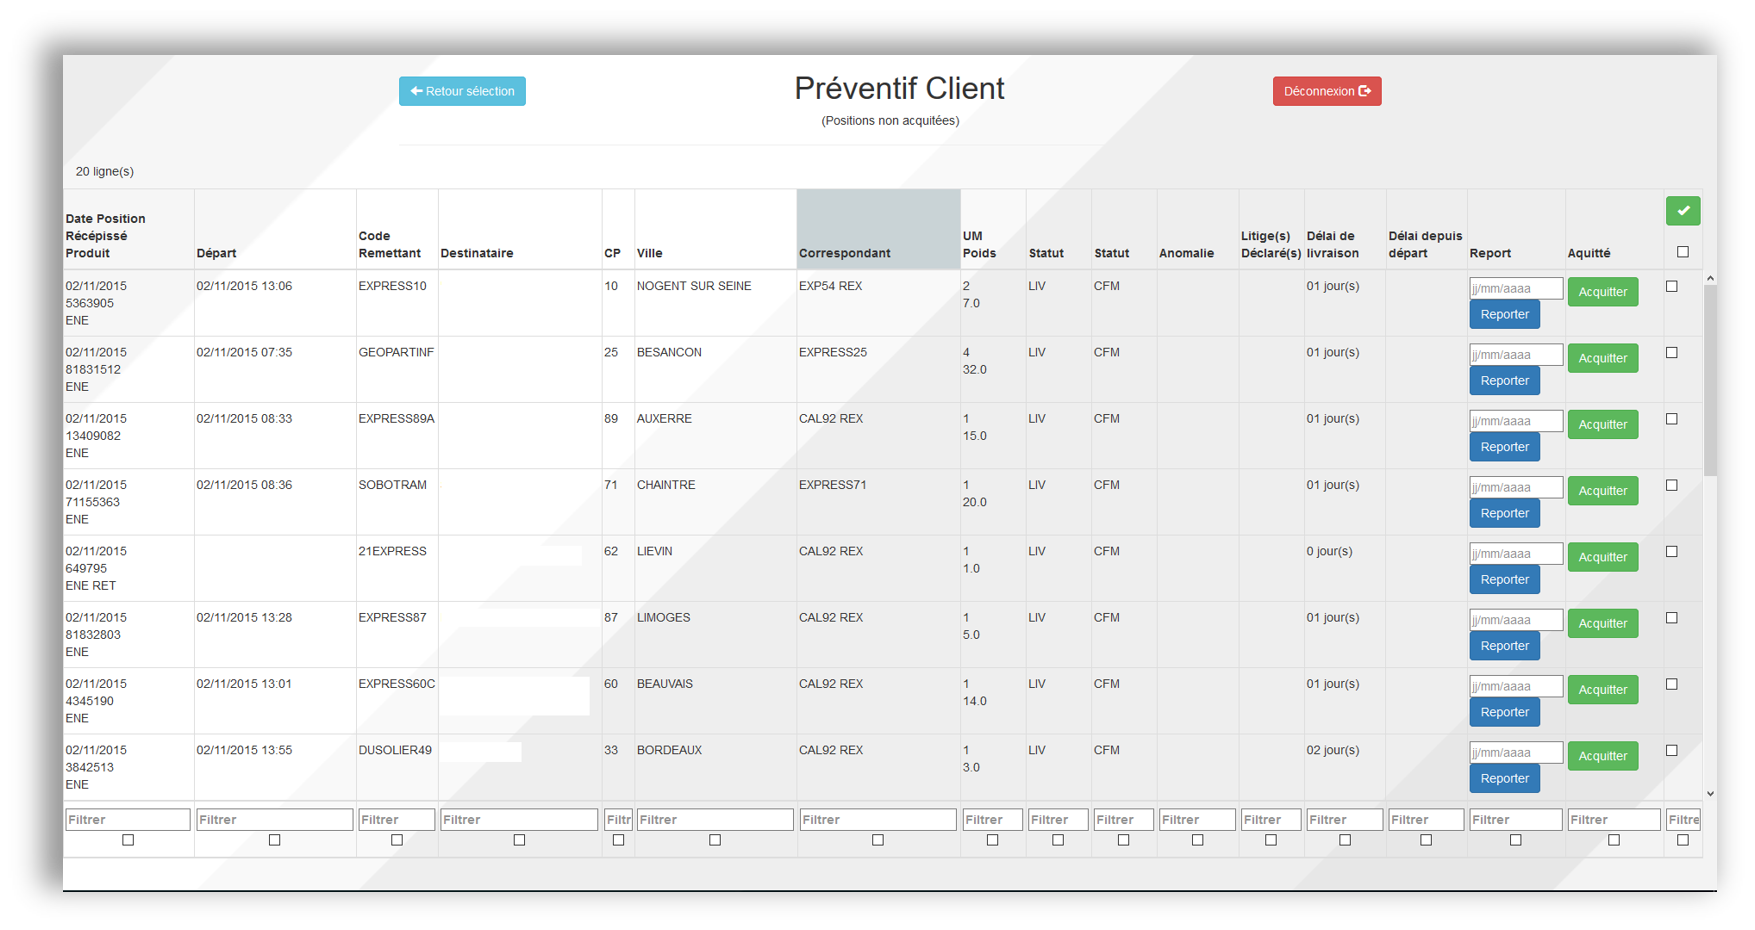 Retour sélection
Préventif Client
Déconnexion
(Positions non acquitées)
20 ligne(s)
Date Position Récépissé Produit Départ Code Remettant Destinataire CP Ville Correspondant UM Poids Statut Statut Anomalie Litige(s) Déclaré(s) Délai de livraison Délai depuis départ Report Aquitté
02/11/2015 02/11/2015 13:06 EXPRESS10 10 NOGENT SUR SEINE EXP54 REX 2 LIV CFM 01 jour(s) jj/mm/aaaa Acquitter
5363905 7.0 Reporter
ENE
02/11/2015 02/11/2015 07:35 GEOPARTINF 25 BESANCON EXPRESS25 4 LIV CFM 01 jour(s) jj/mm/aaaa Acquitter
81831512 32.0 Reporter
ENE
02/11/2015 02/11/2015 08:33 EXPRESS89A 89 AUXERRE CAL92 REX 1 LIV CFM 01 jour(s) jj/mm/aaaa Acquitter
13409082 15.0 Reporter
ENE
02/11/2015 02/11/2015 08:36 SOBOTRAM 71 CHAINTRE EXPRESS71 1 LIV CFM 01 jour(s) jj/mm/aaaa Acquitter
71155363 20.0 Reporter
ENE
02/11/2015 21EXPRESS 62 LIEVIN CAL92 REX 1 LIV CFM 0 jour(s) jj/mm/aaaa Acquitter
649795 1.0 Reporter
ENE RET
02/11/2015 02/11/2015 13:28 EXPRESS87 87 LIMOGES CAL92 REX 1 LIV CFM 01 jour(s) jj/mm/aaaa Acquitter
81832803 5.0 Reporter
ENE
02/11/2015 02/11/2015 13:01 EXPRESS60C 60 BEAUVAIS CAL92 REX 1 LIV CFM 01 jour(s) jj/mm/aaaa Acquitter
4345190 14.0 Reporter
ENE
02/11/2015 02/11/2015 13:55 DUSOLIER49 33 BORDEAUX CAL92 REX 1 LIV CFM 02 jour(s) jj/mm/aaaa Acquitter
3842513 3.0 Reporter
ENE
Filtrer Filtrer Filtrer Filtrer Filtr Filtrer Filtrer Filtrer Filtrer Filtrer Filtrer Filtrer Filtrer Filtrer Filtrer Filtrer Filtre